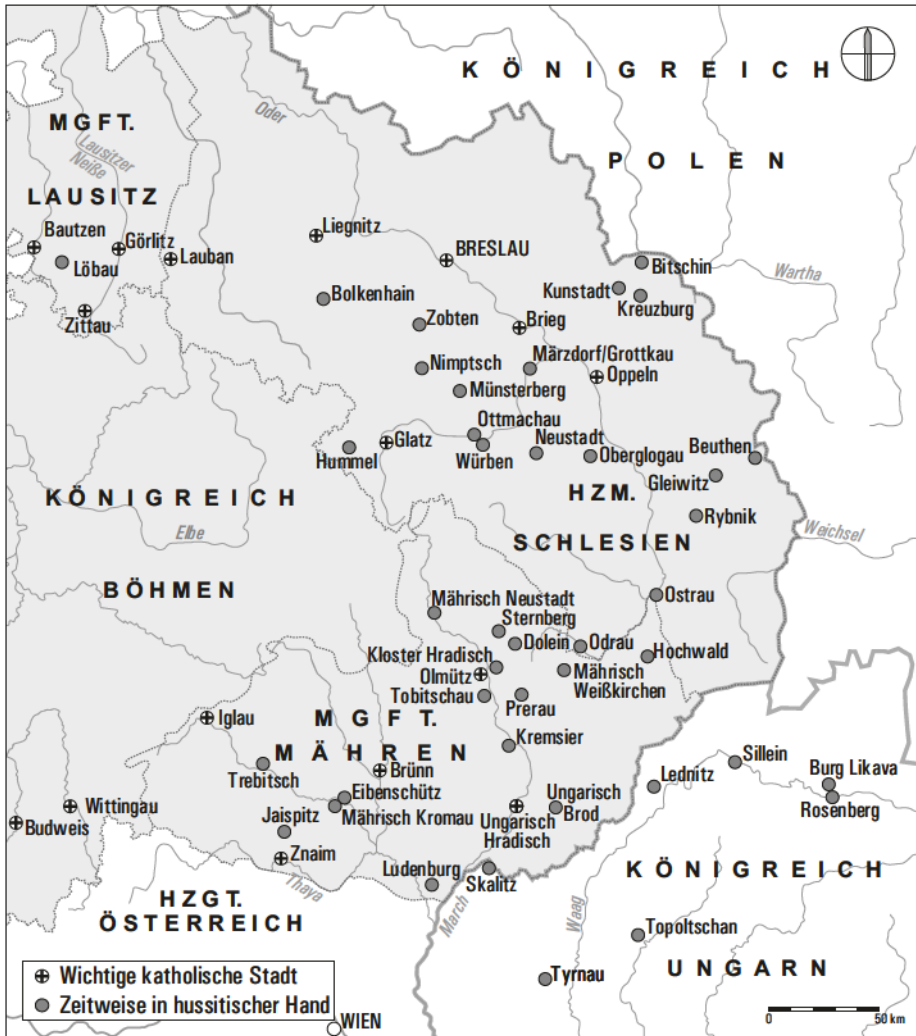 KÖNIGREICH
POLEN
Oder
MGFT.
Lausitzer
Neiße
LAUSITZ
Bautzen
Görlitz
Löbau
Lauban
Zittau
Liegnitz
BRESLAU
Bitschin
Wartha
Kunstadt
Kreuzburg
Bolkenhain
Zobten
Brieg
Nimptsch
Märzdorf/Grottkau
Oppeln
Münsterberg
Ottmachau
Glatz
Neustadt
Beuthen
Hummel
Würben
Oberglogau
Gleiwitz
KÖNIGREICH
HZM.
Rybnik
Elbe
SCHLESIEN
Weichsel
BÖHMEN
Ostrau
Mährisch Neustadt
Sternberg
Dolein
Odrau
Hochwald
Kloster Hradisch
Olmütz
Mährisch
Weißkirchen
Tobitschau
Prerau
Iglau
MGFT.
MÄHREN
Kremsier
Trebitsch
Brünn
Sillein
Lednitz
Burg Likava
Rosenberg
Eibenschütz
Mährisch Kromau
Ungarisch
Brod
Ungarisch
Hradisch
Wittingau
Budweis
Jaispitz
Znaim
Thaya
Ludenburg
Skalitz
March
Waag
KÖNIGREICH
HZGT.
ÖSTERREICH
Topoltschan
UNGARN
Tyrnau
Wichtige katholische Stadt
Zeitweise in hussitischer Hand
WIEN
0 50 km